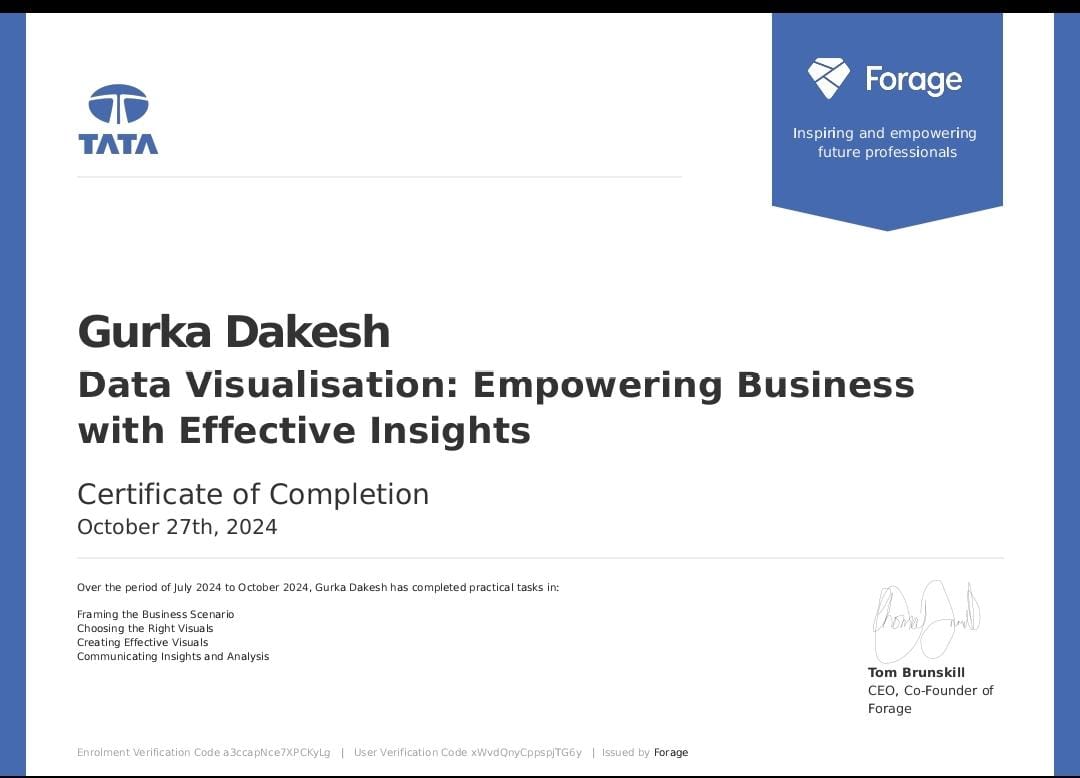 TATA
Forage
Inspiring and empowering
future professionals
Gurka Dakesh
Data Visualisation: Empowering Business
with Effective Insights
Certificate of Completion
October 27th, 2024
Over the period of July 2024 to October 2024, Gurka Dakesh has completed practical tasks in:
Framing the Business Scenario
Choosing the Right Visuals
Creating Effective Visuals
Communicating Insights and Analysis
Tom Brunskill
CEO, Co-Founder of
Forage
Enrolment Verification Code a3ccapNce7XPCKyLg | User Verification Code xWvdQnyCppspjTG6y | Issued by Forage